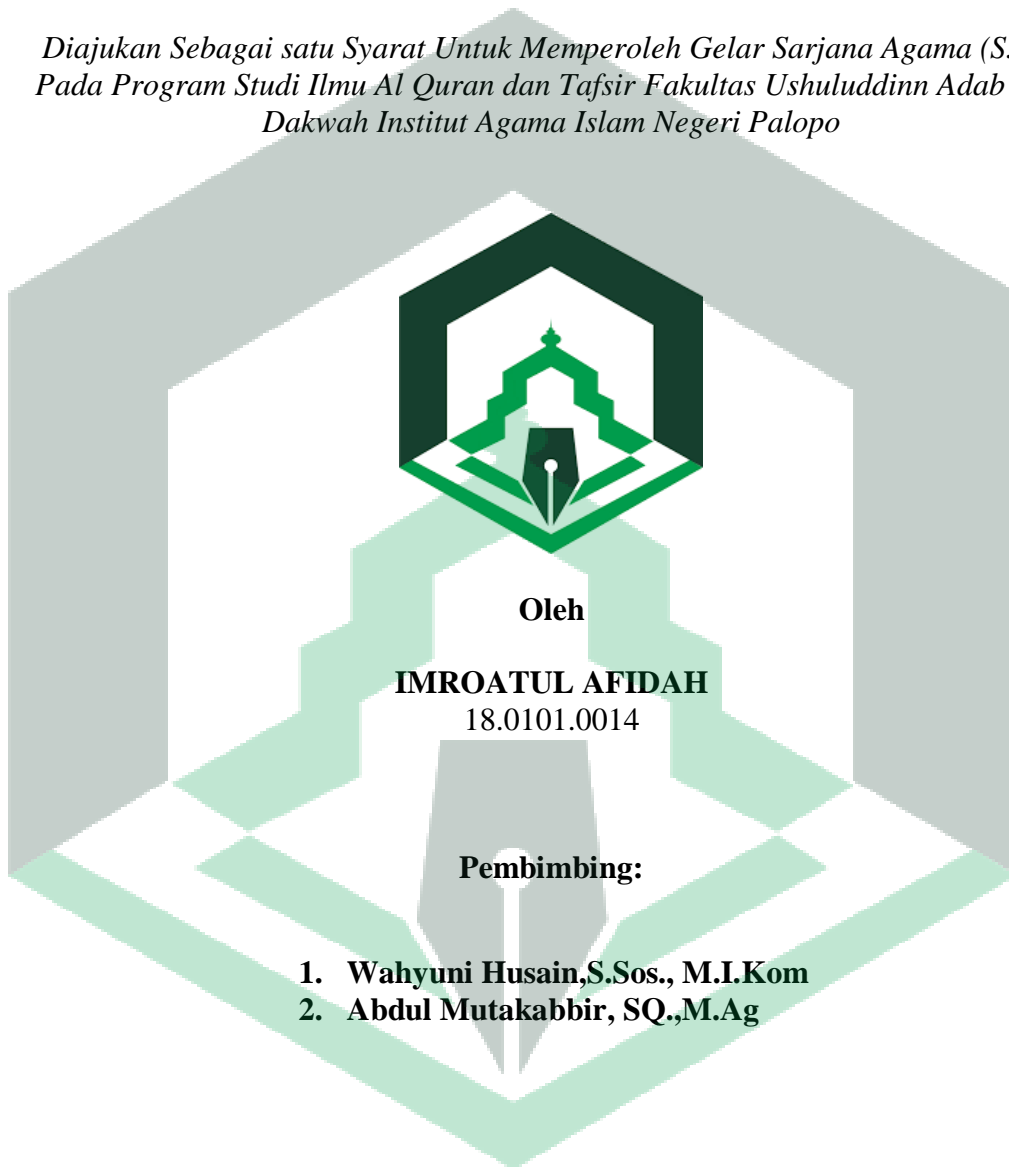 Diajukan Sebagai satu Syarat Untuk Memperoleh Gelar Sarjana Agama (S.
Pada Program Studi Ilmu Al Quran dan Tafsir Fakultas Ushuluddinn Adab
Dakwah Institut Agama Islam Negeri Palopo
Oleh
IMROATUL AFIDAH
18.0101.0014
Pembimbing:
1. Wahyuni Husain,S.Sos., M.I.Kom
2. Abdul Mutakabbir, SQ.,M.Ag